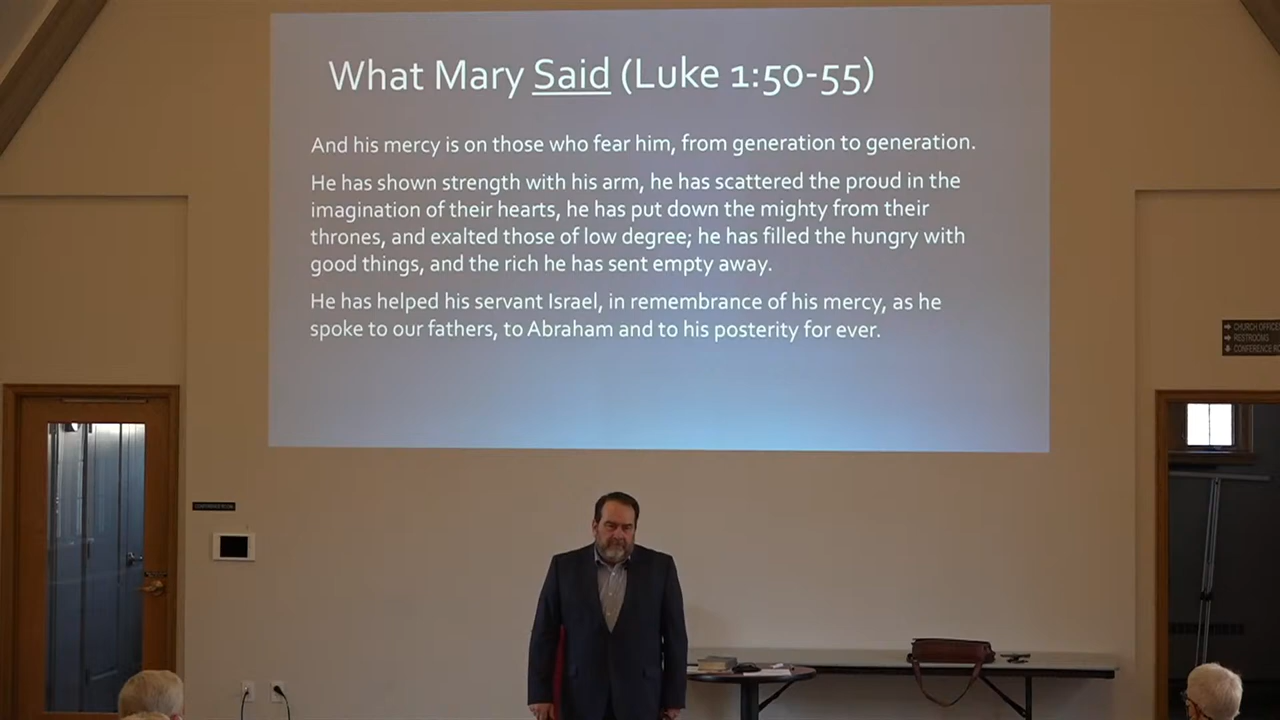 What Mary Said (Luke 1:50-55)
And his mercy is on those who fear him, from generation to generation.
He has shown strength with his arm, he has scattered the proud in the
imagination of their hearts, he has put down the mighty from their
thrones, and exalted those of low degree; he has filled the hungry with
good things, and the rich he has sent empty away.
He has helped his servant Israel, in remembrance of his mercy, as he
spoke to our fathers, to Abraham and to his posterity for ever.
→ CHURCH OFFICE
→ RESTROOMS
CONFERENCE
CONFERENCE ROOM